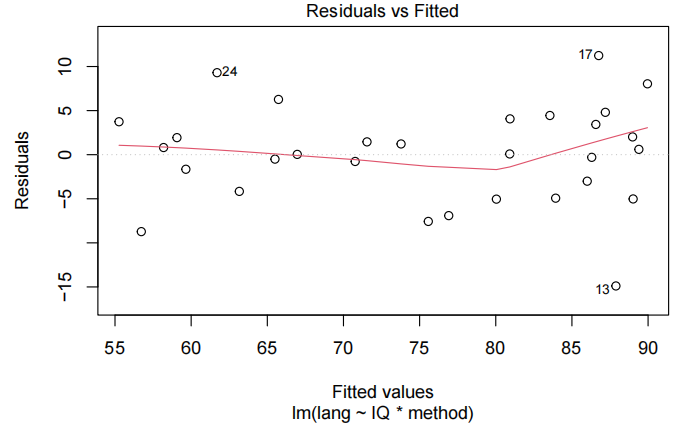 Residuals vs Fitted
Residuals
10
5
0
−5
−15
17
24
13
55 60 65 70 75 80 85 90
Fitted values
lm(lang ~ IQ * method)